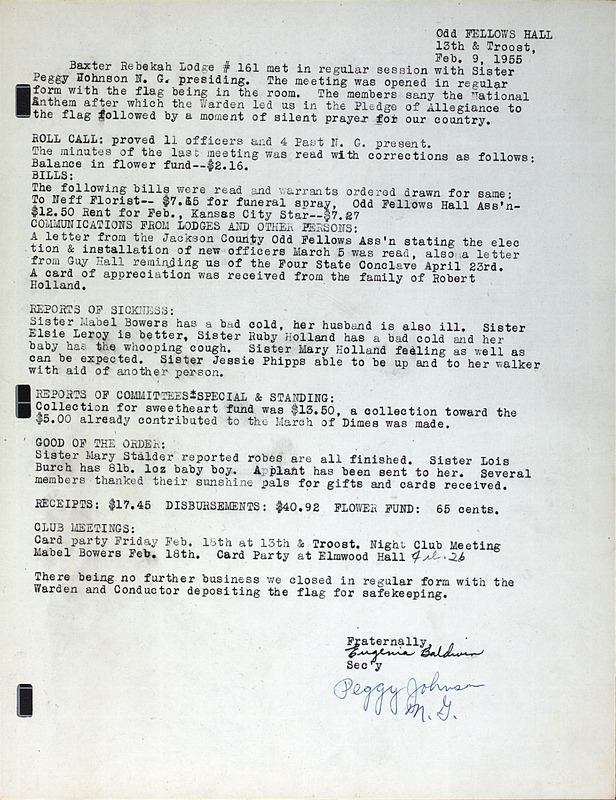 Odd FELLOWS HALL
13th & Troost,
Feb. 9, 1955
Baxter Rebekah Lodge # 161 met in regular session with Sister
Peggy Johnson N. G. presiding. The meeting was opened in regular
form with the flag being in the room. The members sany the National
Anthem after which the Warden led us in the Pledge of Allegiance to
the flag followed by a moment of silent prayer for our country.
ROLL CALL: proved 11 officers and 4 Past N. G. present.
The minutes of the last meeting was read with corrections as follows:
Balance in flower fund--$2.16.
BILLS:
The following bills were read and warrants ordered drawn for same:
To Neff Florist-- for funeral spray, Odd Fellows Hall Ass'n-
$12.50 Rent for Feb., Kansas City Star--$7.27
COMMUNICATIONS FROM LODGES AND OTHER PERSONS:
A letter from the Jackson County Odd Fellows Ass'n stating the elec
tion & installation of new officers March 5 was read, also a letter
from Guy Hall reminding us of the Four State Conclave April 23rd.
A card of appreciation was received from the family of Robert
Holland.
REPORTS OF SICKNESS:
Sister Mabel Bowers has a bad cold, her husband is also ill. Sister
Elsie Leroy is better, Sister Ruby Holland has a bad cold and her
baby has the whooping cough. Sister Mary Holland feeling as well as
can be expected. Sister Jessie Phipps able to be up and to her walker
with aid of another person.
REPORTS OF COMMITTEES SPECIAL & STANDING:
Collection for sweetheart fund was $13.50, a collection toward the
$5.00 already contributed to the March of Dimes was made.
GOOD OF THE ORDER:
Sister Mary Stalder reported robes are all finished. Sister Lois
Burch has 8lb. 1oz baby boy. A plant has been sent to her. Several
members thanked their sunshine pals for gifts and cards received.
RECEIPTS: $17.45 DISBURSEMENTS: $40.92 FLOWER FUND: 65 cents.
CLUB MEETINGS:
Card party Friday Feb. 18th at 13th & Troost. Night Club Meeting
Mabel Bowers Feb. 18th. Card Party at Elmwood Hall Feb. 26
There being no further business we closed in regular form with the
Warden and Conductor depositing the flag for safekeeping.
Fraternally,
Eugenia Baldwin
Sec'y
Peggy Johnson
N. G.